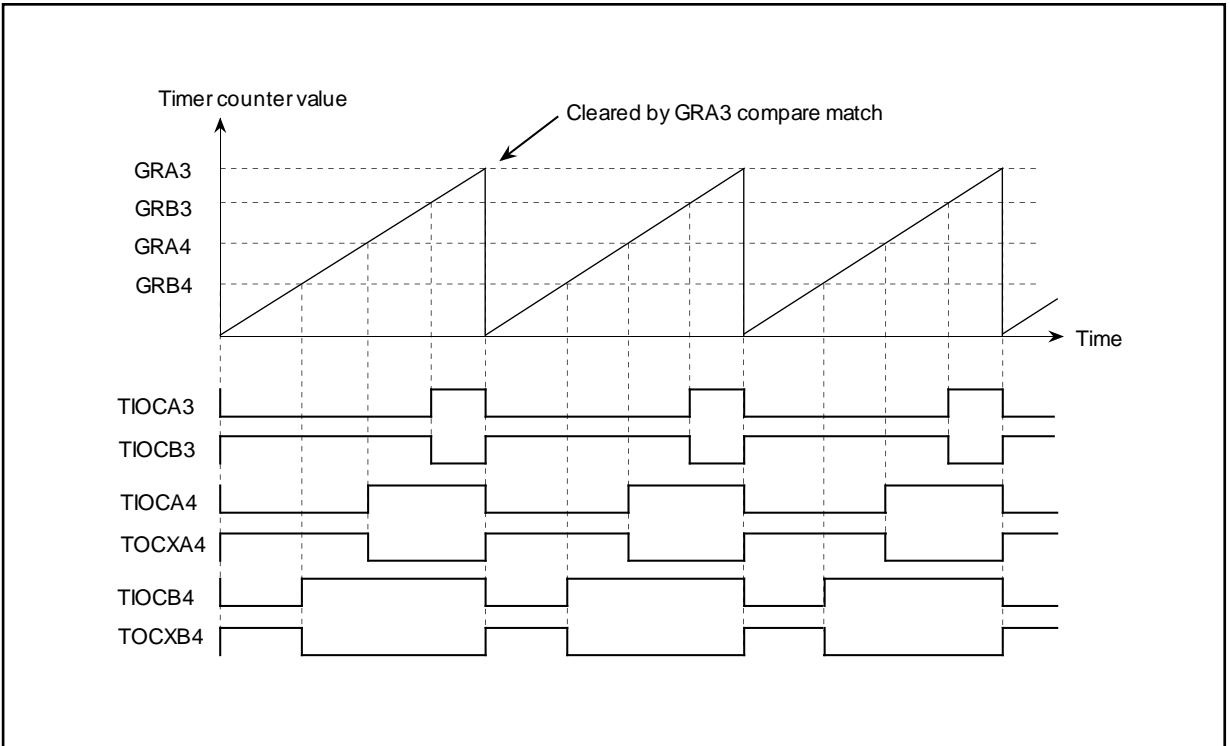 Timer counter value
Cleared by GRA3 compare match
GRA3
GRB3
GRA4
GRB4
Time
TIOCA3
TIOCB3
TIOCA4
TOCXA4
TIOCB4
TOCXB4